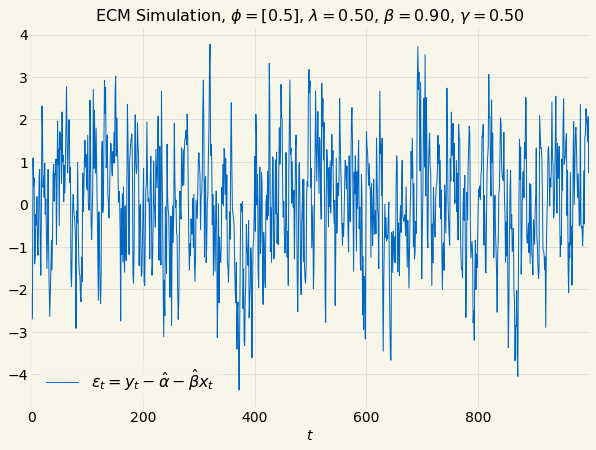 ECM Simulation, ϕ = [0.5], λ = 0.50, β = 0.90, γ = 0.50
4
3
2
1
0
−1
−2
−3
−4
εₜ = yₜ − α̂ − β̂xₜ
0 200 400 600 800
t